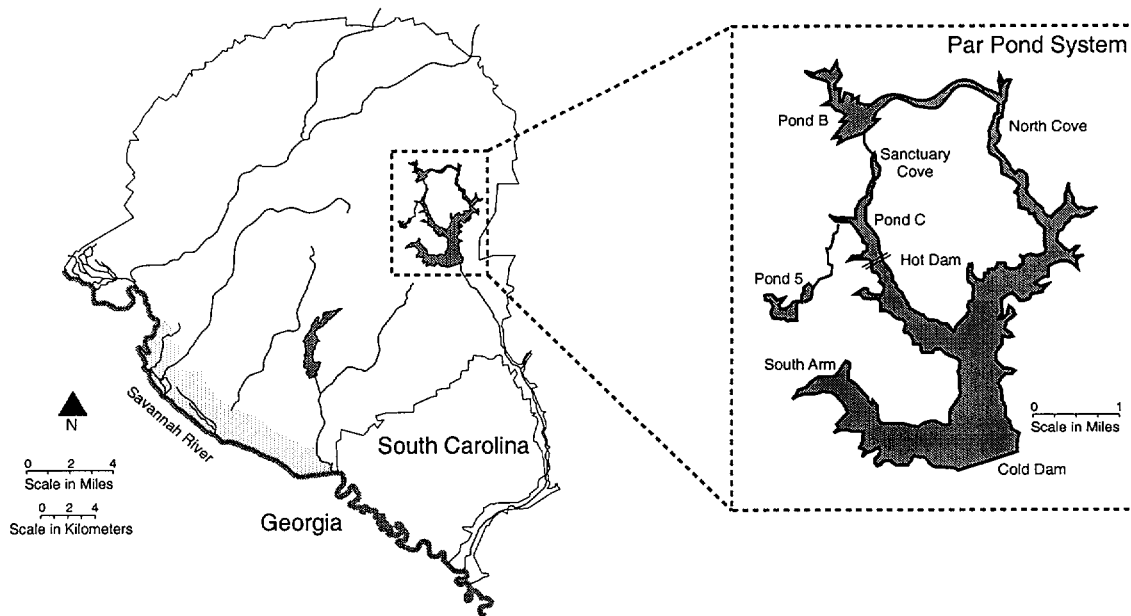 Par Pond System
Pond B
North Cove
Sanctuary
Cove
Pond C
Hot Dam
Pond 5
South Arm
0 1
Scale in Miles
Cold Dam
Savannah River
N
South Carolina
Georgia
0 2 4
Scale in Miles
0 2 4
Scale in Kilometers